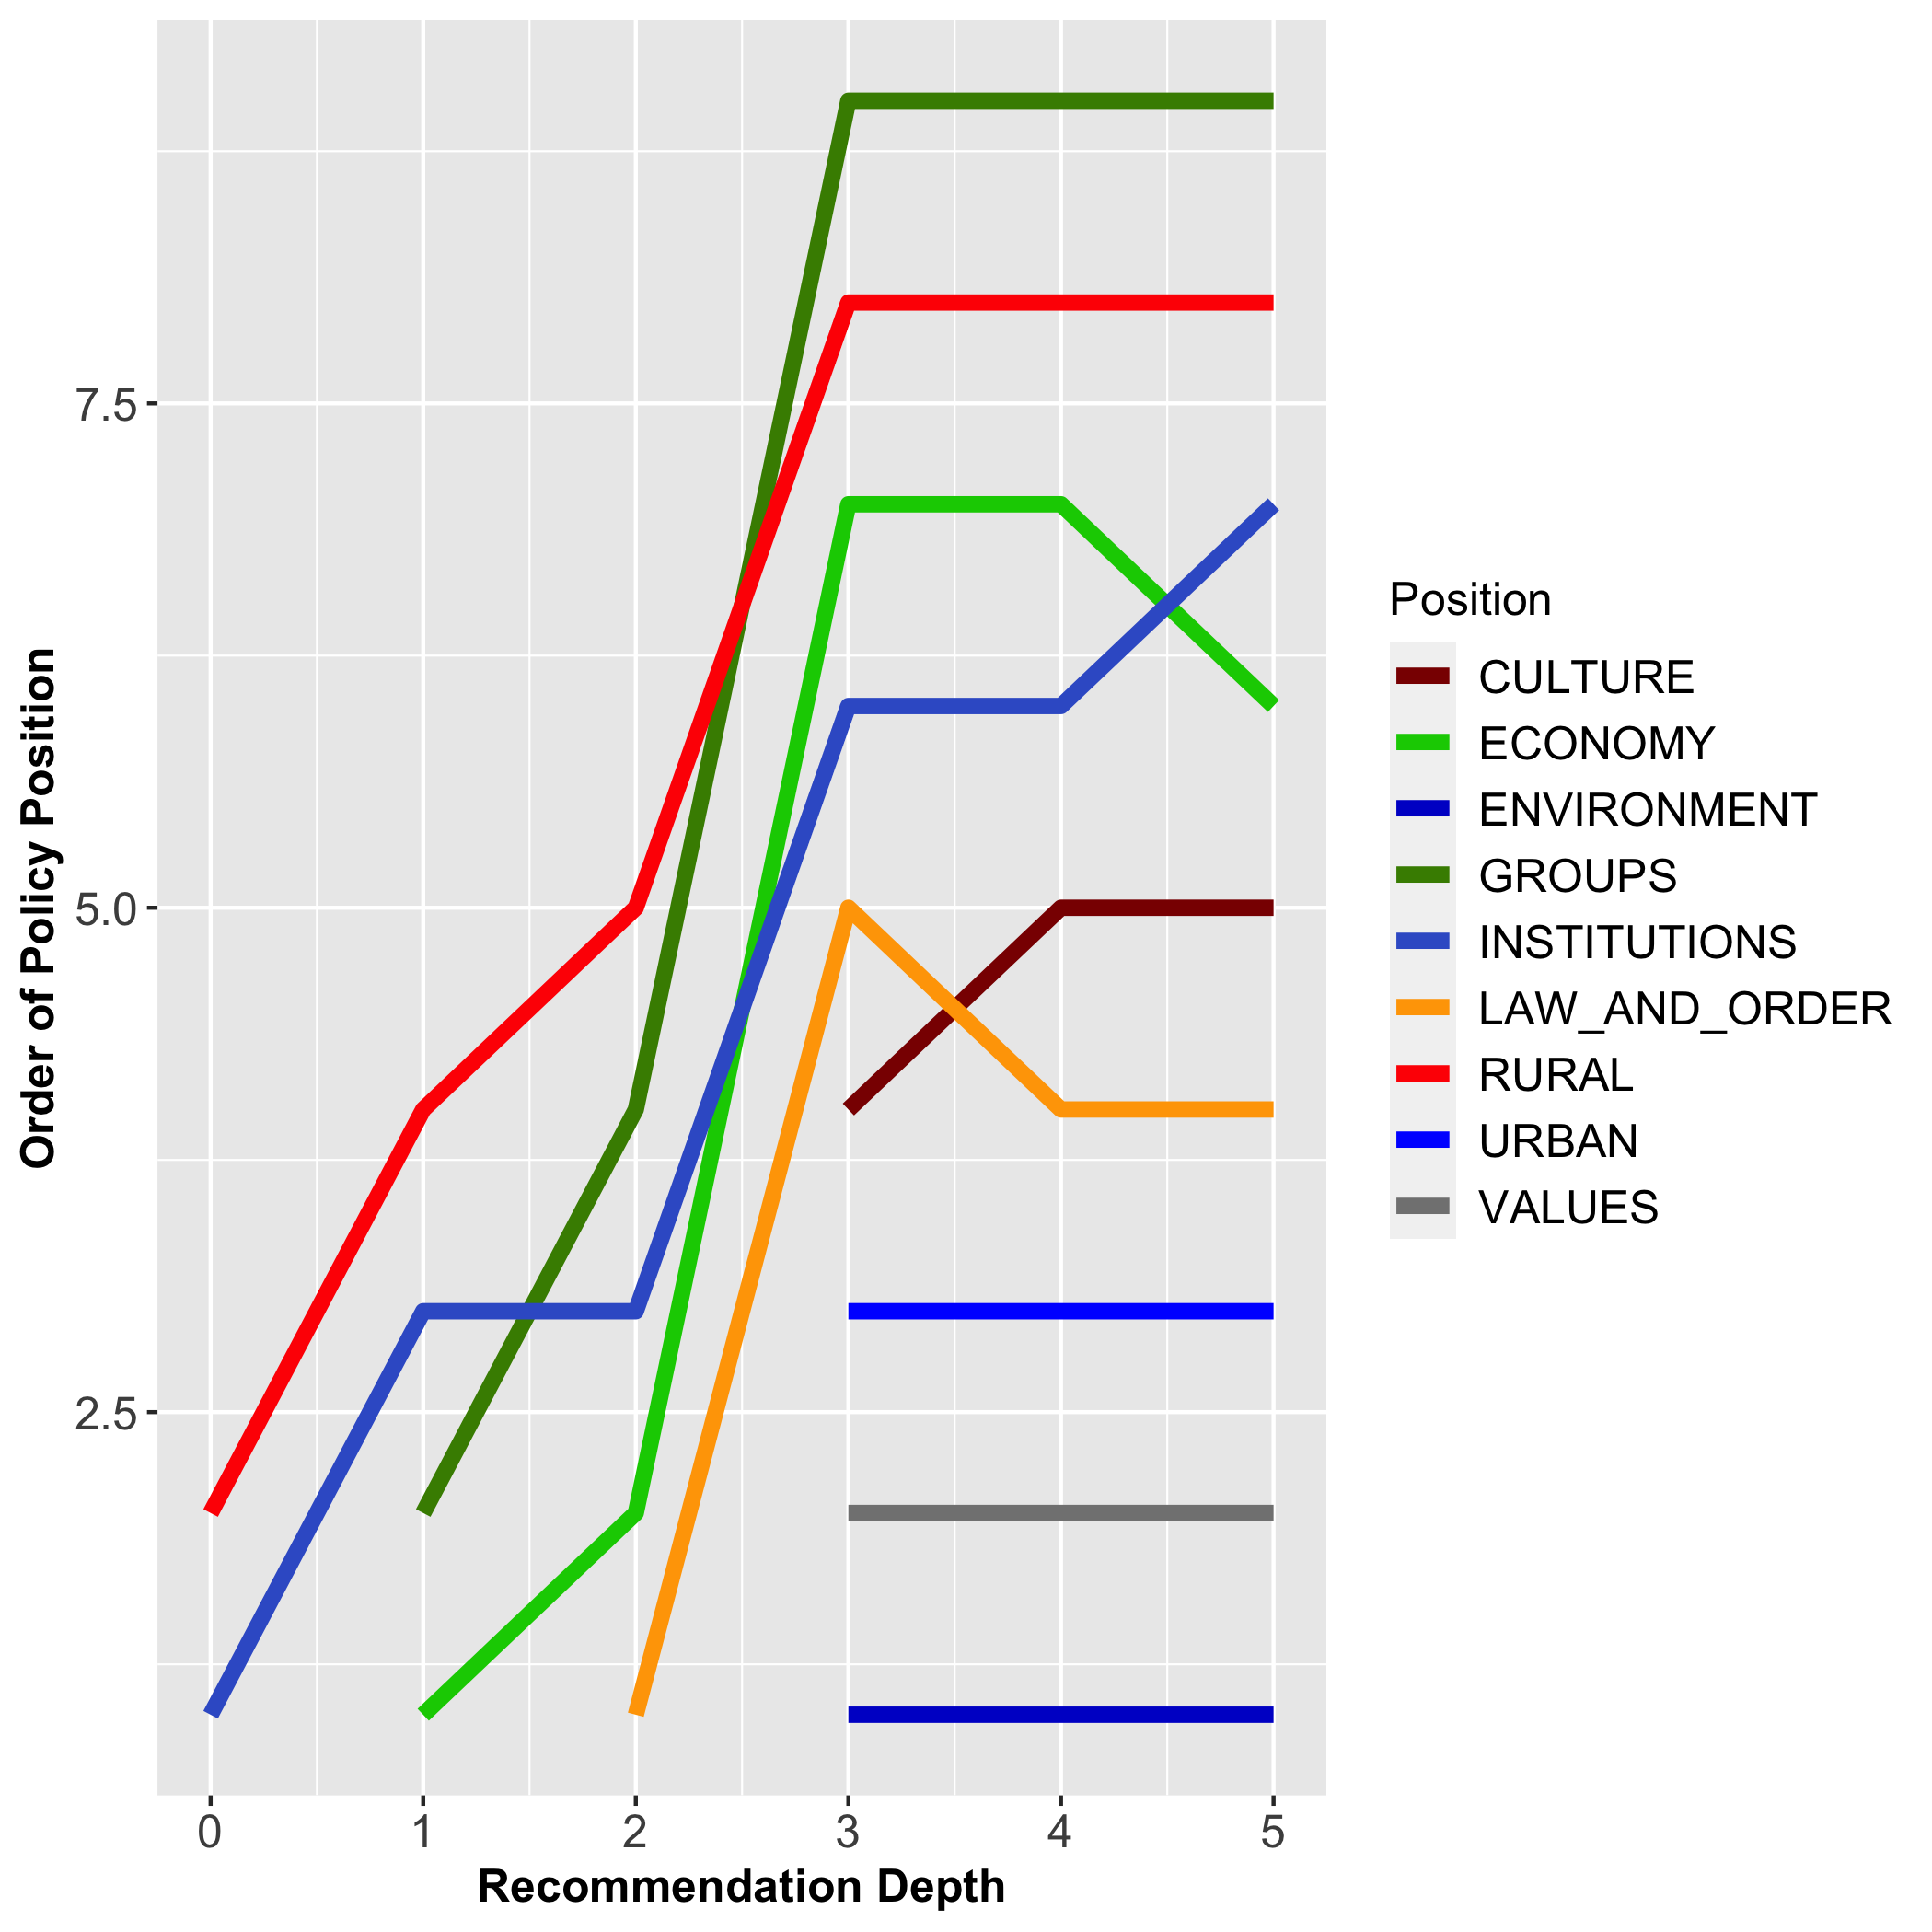 Order of Policy Position
7.5
5.0
2.5
0 1 2 3 4 5
Recommendation Depth
Position
CULTURE
ECONOMY
ENVIRONMENT
GROUPS
INSTITUTIONS
LAW_AND_ORDER
RURAL
URBAN
VALUES